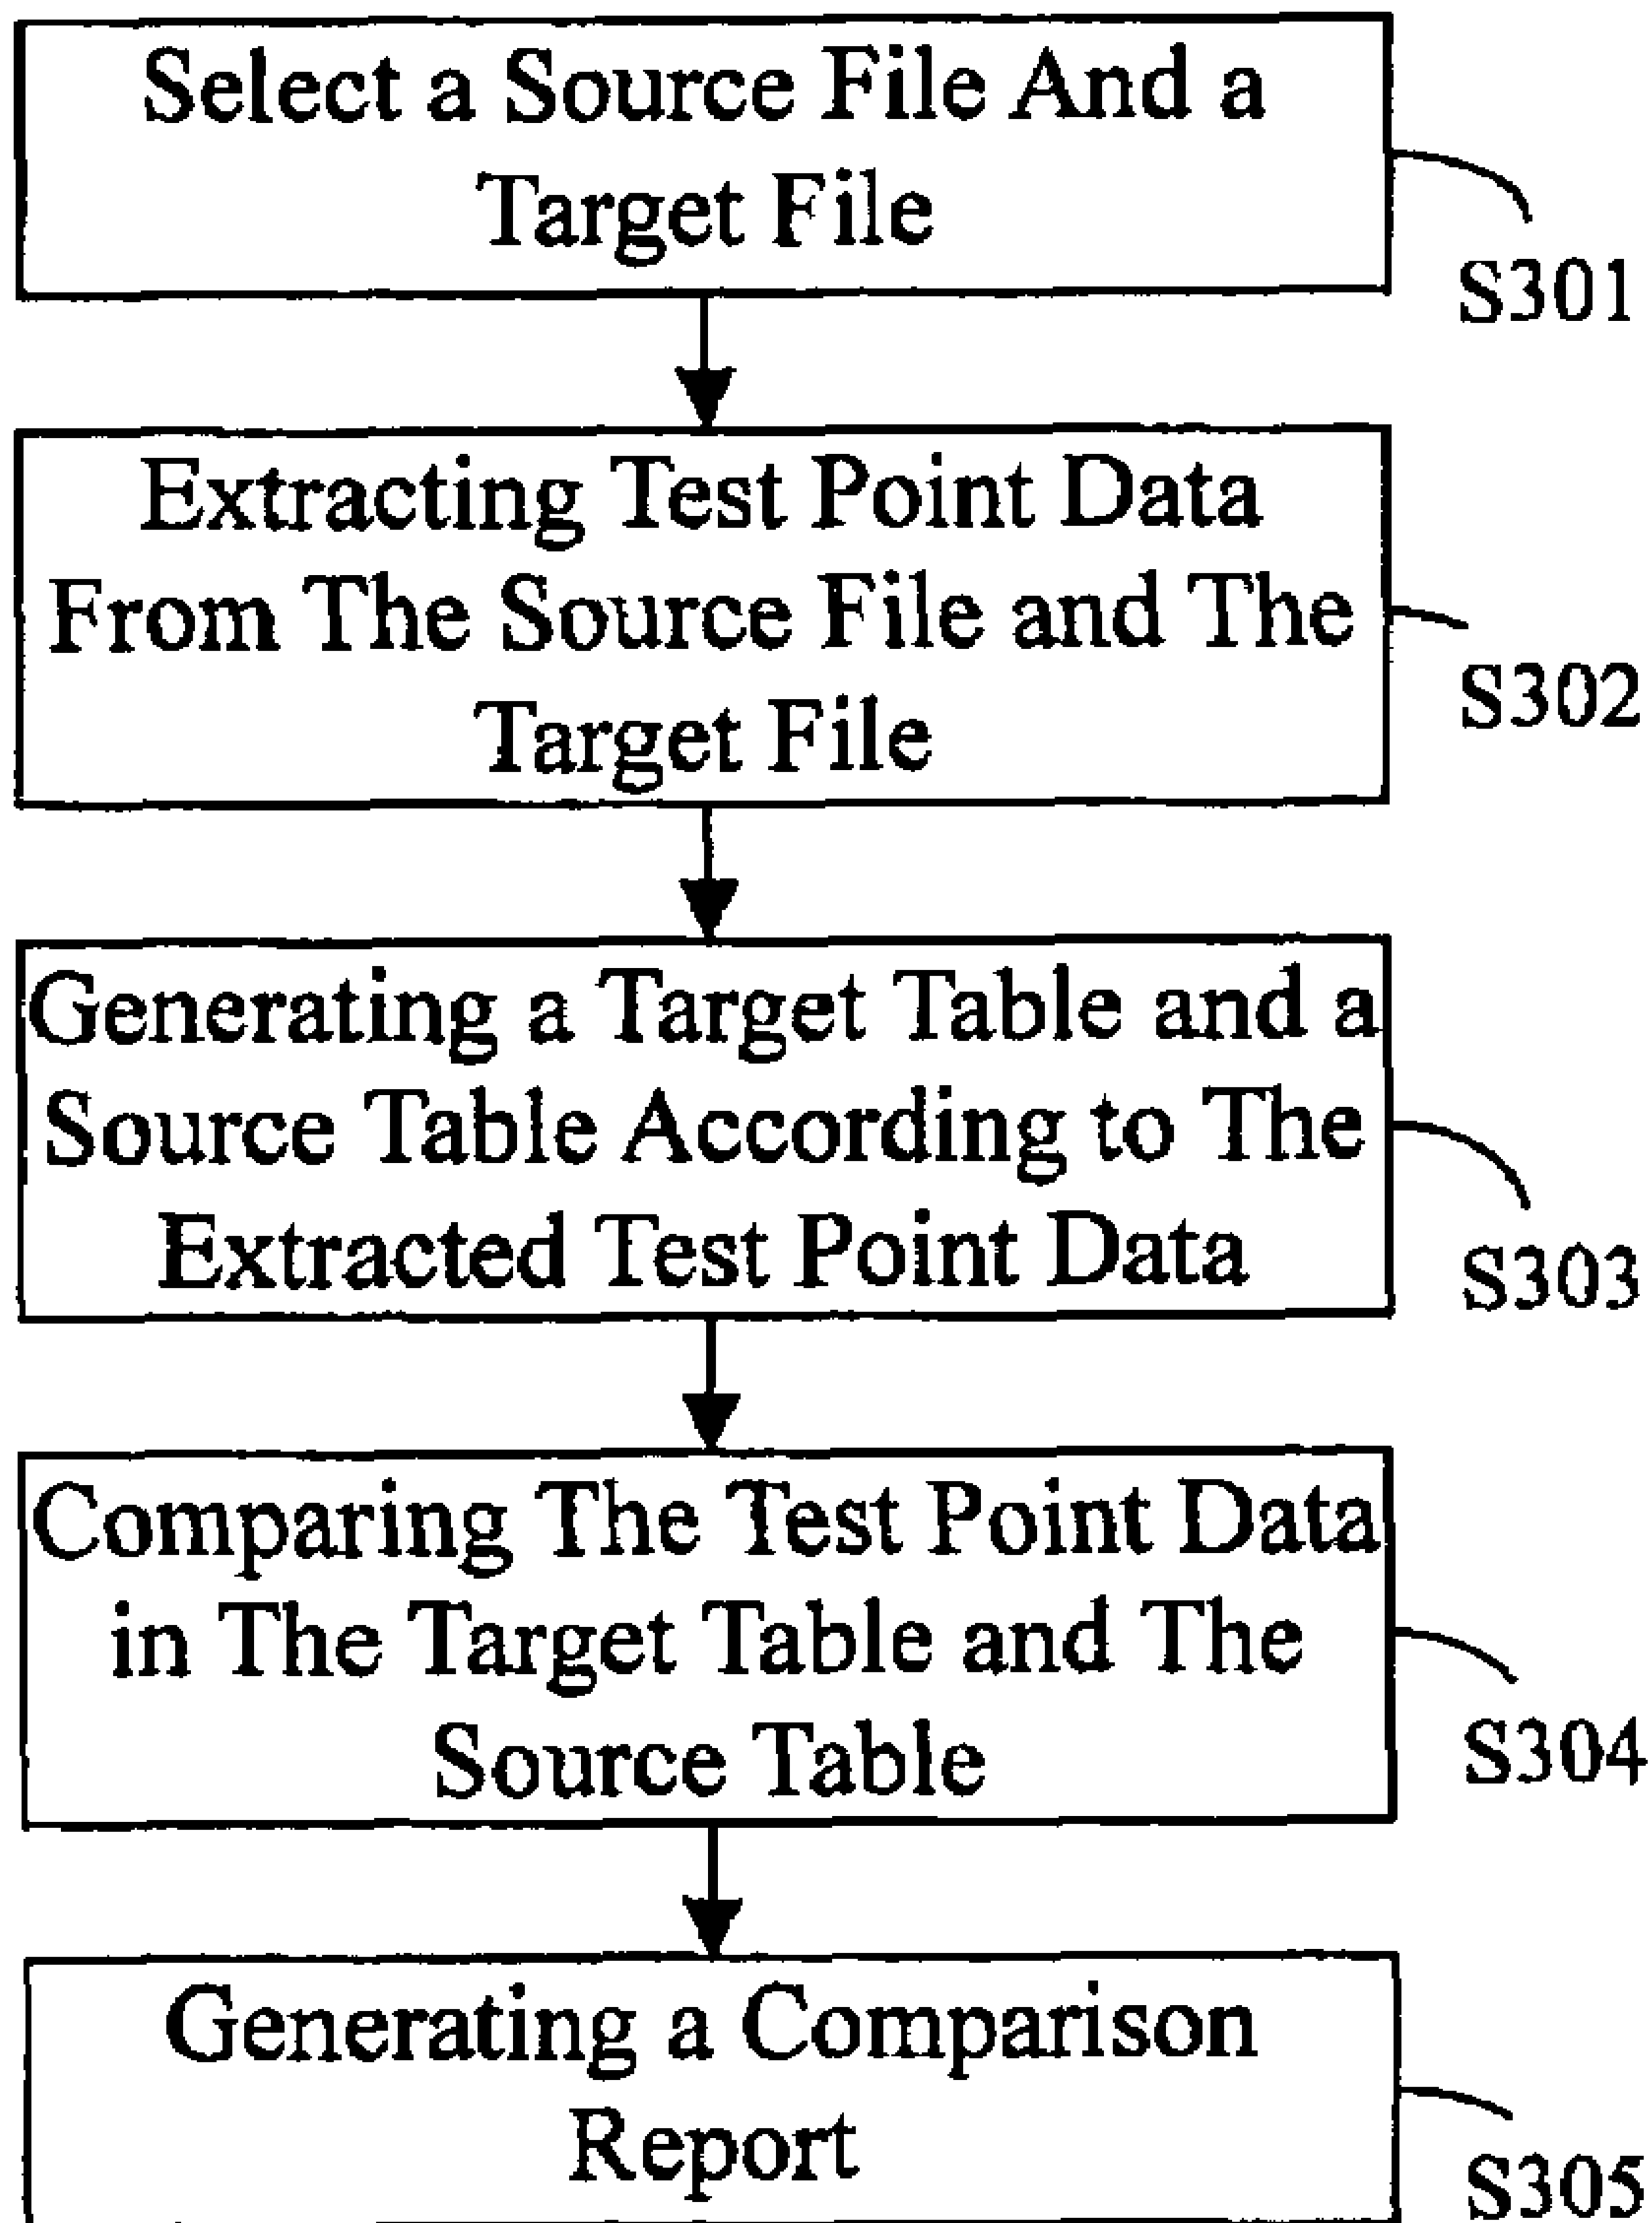 Select a Source File And a
Target File
S301
Extracting Test Point Data
From The Source File and The
Target File
S302
Generating a Target Table and a
Source Table According to The
Extracted Test Point Data
S303
Comparing The Test Point Data
in The Target Table and The
Source Table
S304
Generating a Comparison
Report
S305